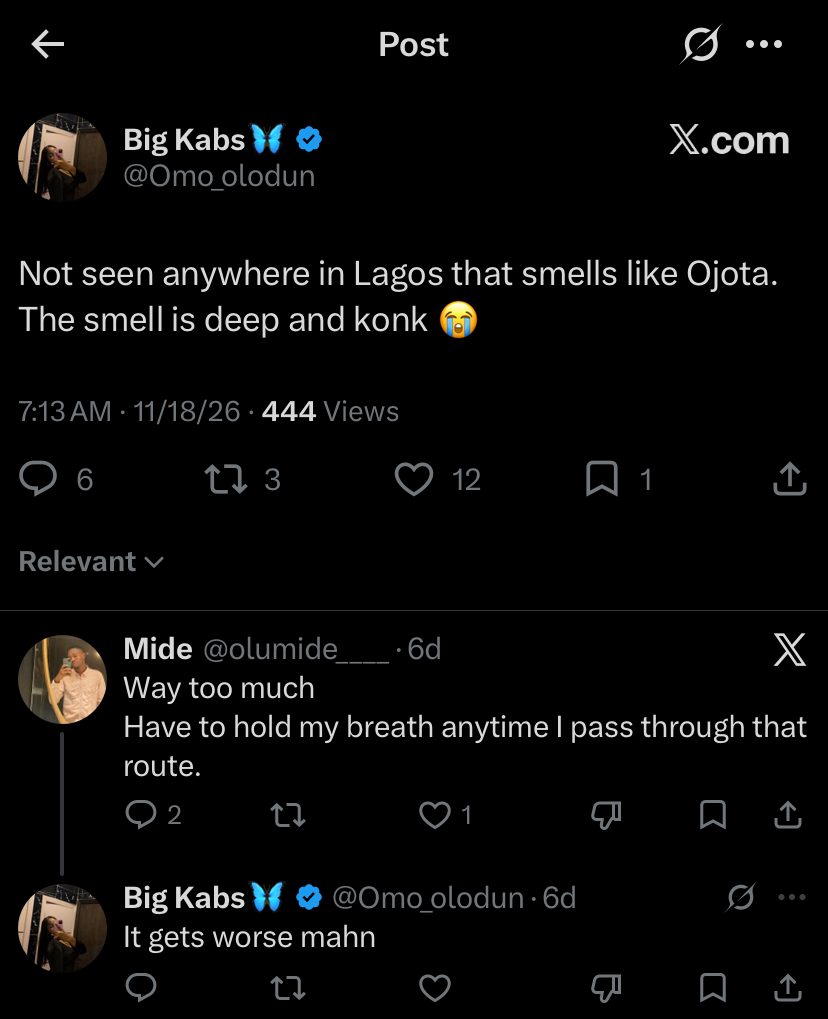 Post
Big Kabs🦋
X.com
@Omo_olodun
Not seen anywhere in Lagos that smells like Ojota.
The smell is deep and konk 😭
7:13 AM · 11/18/26 · 444 Views
6 3 12 1
Relevant
Mide @olumide____ · 6d
Way too much
Have to hold my breath anytime I pass through that
route.
2 1
Big Kabs🦋 @Omo_olodun · 6d
It gets worse mahn